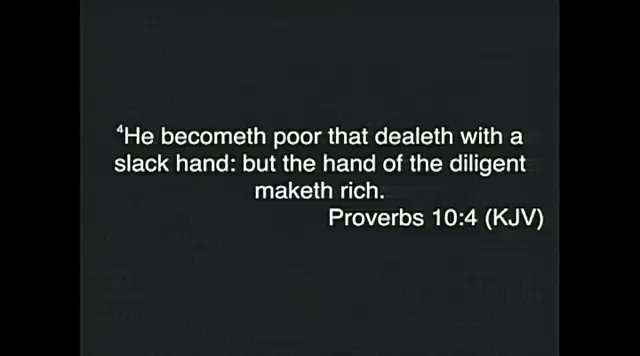 ⁴He becometh poor that dealeth with a
slack hand: but the hand of the diligent
maketh rich.
Proverbs 10:4 (KJV)